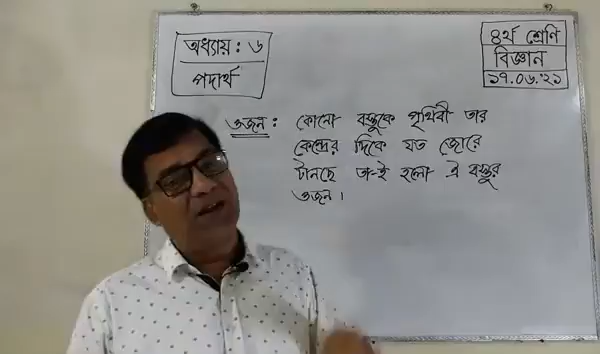 অধ্যায় : ৬
পদার্থ
৪র্থ শ্রেণি
বিজ্ঞান
১৭.০৬.২১
ওজন : কোনো বস্তুকে পৃথিবী তার
কেন্দ্রের দিকে যত জোরে
টানছে তা-ই হলো ঐ বস্তুর
ওজন।